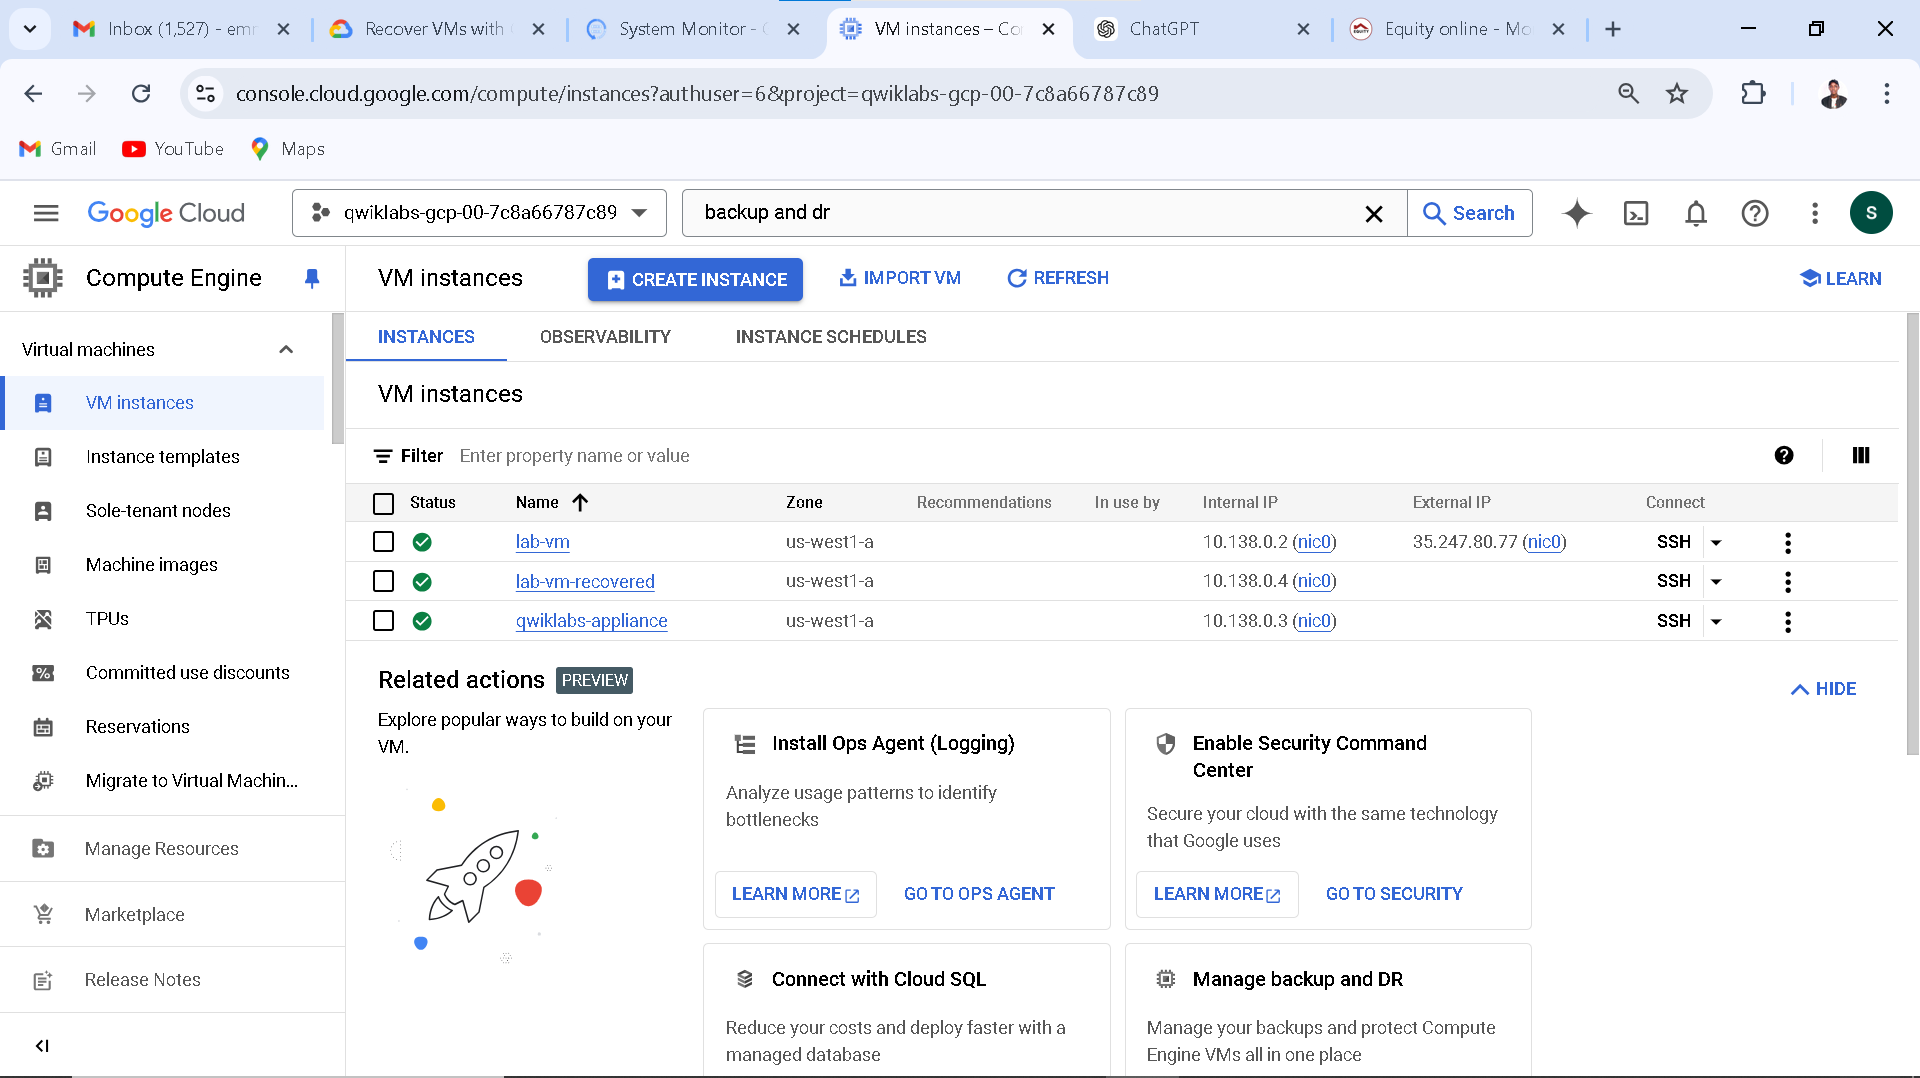 Inbox (1,527) - emr
Recover VMs with
System Monitor - C
VM instances – Co
ChatGPT
Equity online - Mo
console.cloud.google.com/compute/instances?authuser=6&project=qwiklabs-gcp-00-7c8a66787c89
Gmail
YouTube
Maps
Google Cloud
qwiklabs-gcp-00-7c8a66787c89
backup and dr
Search
S
Compute Engine
VM instances
CREATE INSTANCE
IMPORT VM
REFRESH
LEARN
Virtual machines
VM instances
Instance templates
Sole-tenant nodes
Machine images
TPUs
Committed use discounts
Reservations
Migrate to Virtual Machin...
Manage Resources
Marketplace
Release Notes
INSTANCES
OBSERVABILITY
INSTANCE SCHEDULES
VM instances
Filter Enter property name or value
Status Name Zone Recommendations In use by Internal IP External IP Connect
lab-vm us-west1-a 10.138.0.2 (nic0) 35.247.80.77 (nic0) SSH
lab-vm-recovered us-west1-a 10.138.0.4 (nic0) SSH
qwiklabs-appliance us-west1-a 10.138.0.3 (nic0) SSH
Related actions PREVIEW
HIDE
Explore popular ways to build on your
VM.
Install Ops Agent (Logging)
Analyze usage patterns to identify
bottlenecks
LEARN MORE
GO TO OPS AGENT
Enable Security Command
Center
Secure your cloud with the same technology
that Google uses
LEARN MORE
GO TO SECURITY
Connect with Cloud SQL
Reduce your costs and deploy faster with a
managed database
Manage backup and DR
Manage your backups and protect Compute
Engine VMs all in one place